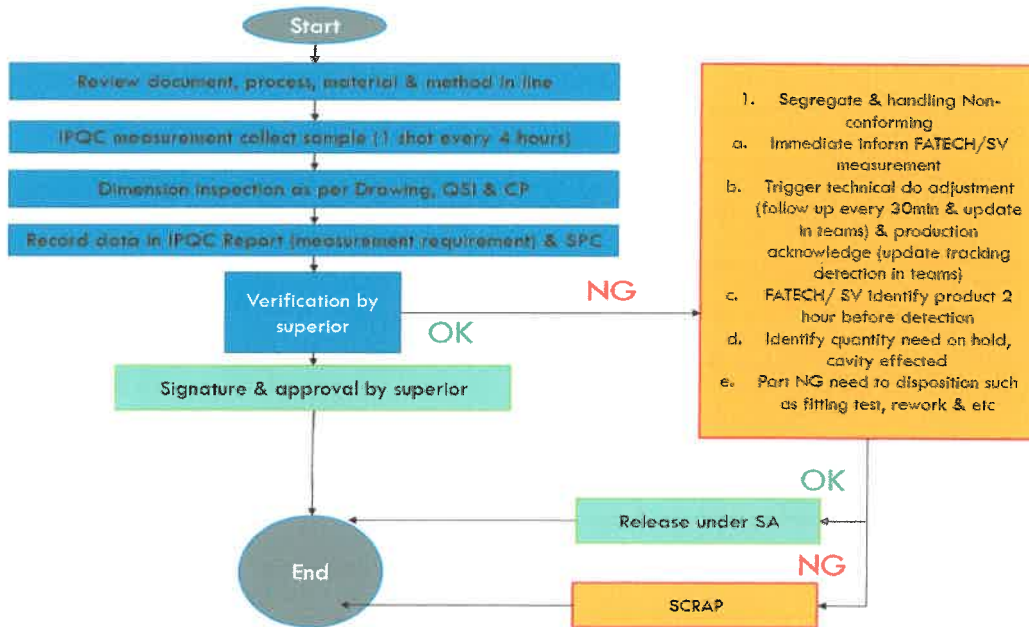 Start
Review document, process, material & method in line
IPQC measurement collect sample (1 shot every 4 hours)
Dimension inspection as per Drawing, QSI & CP
Record data in IPQC Report (measurement requirement) & SPC
Verification by
superior
NG
OK
Signature & approval by superior
1. Segregate & handling Non-
conforming
a. Immediate inform FATECH/SV
measurement
b. Trigger technical do adjustment
(follow up every 30min & update
in teams) & production
acknowledge (update tracking
detection in teams)
c. FATECH/ SV identify product 2
hour before detection
d. Identify quantity need on hold,
cavity effected
e. Part NG need to disposition such
as fitting test, rework & etc
OK
Release under SA
NG
End
SCRAP